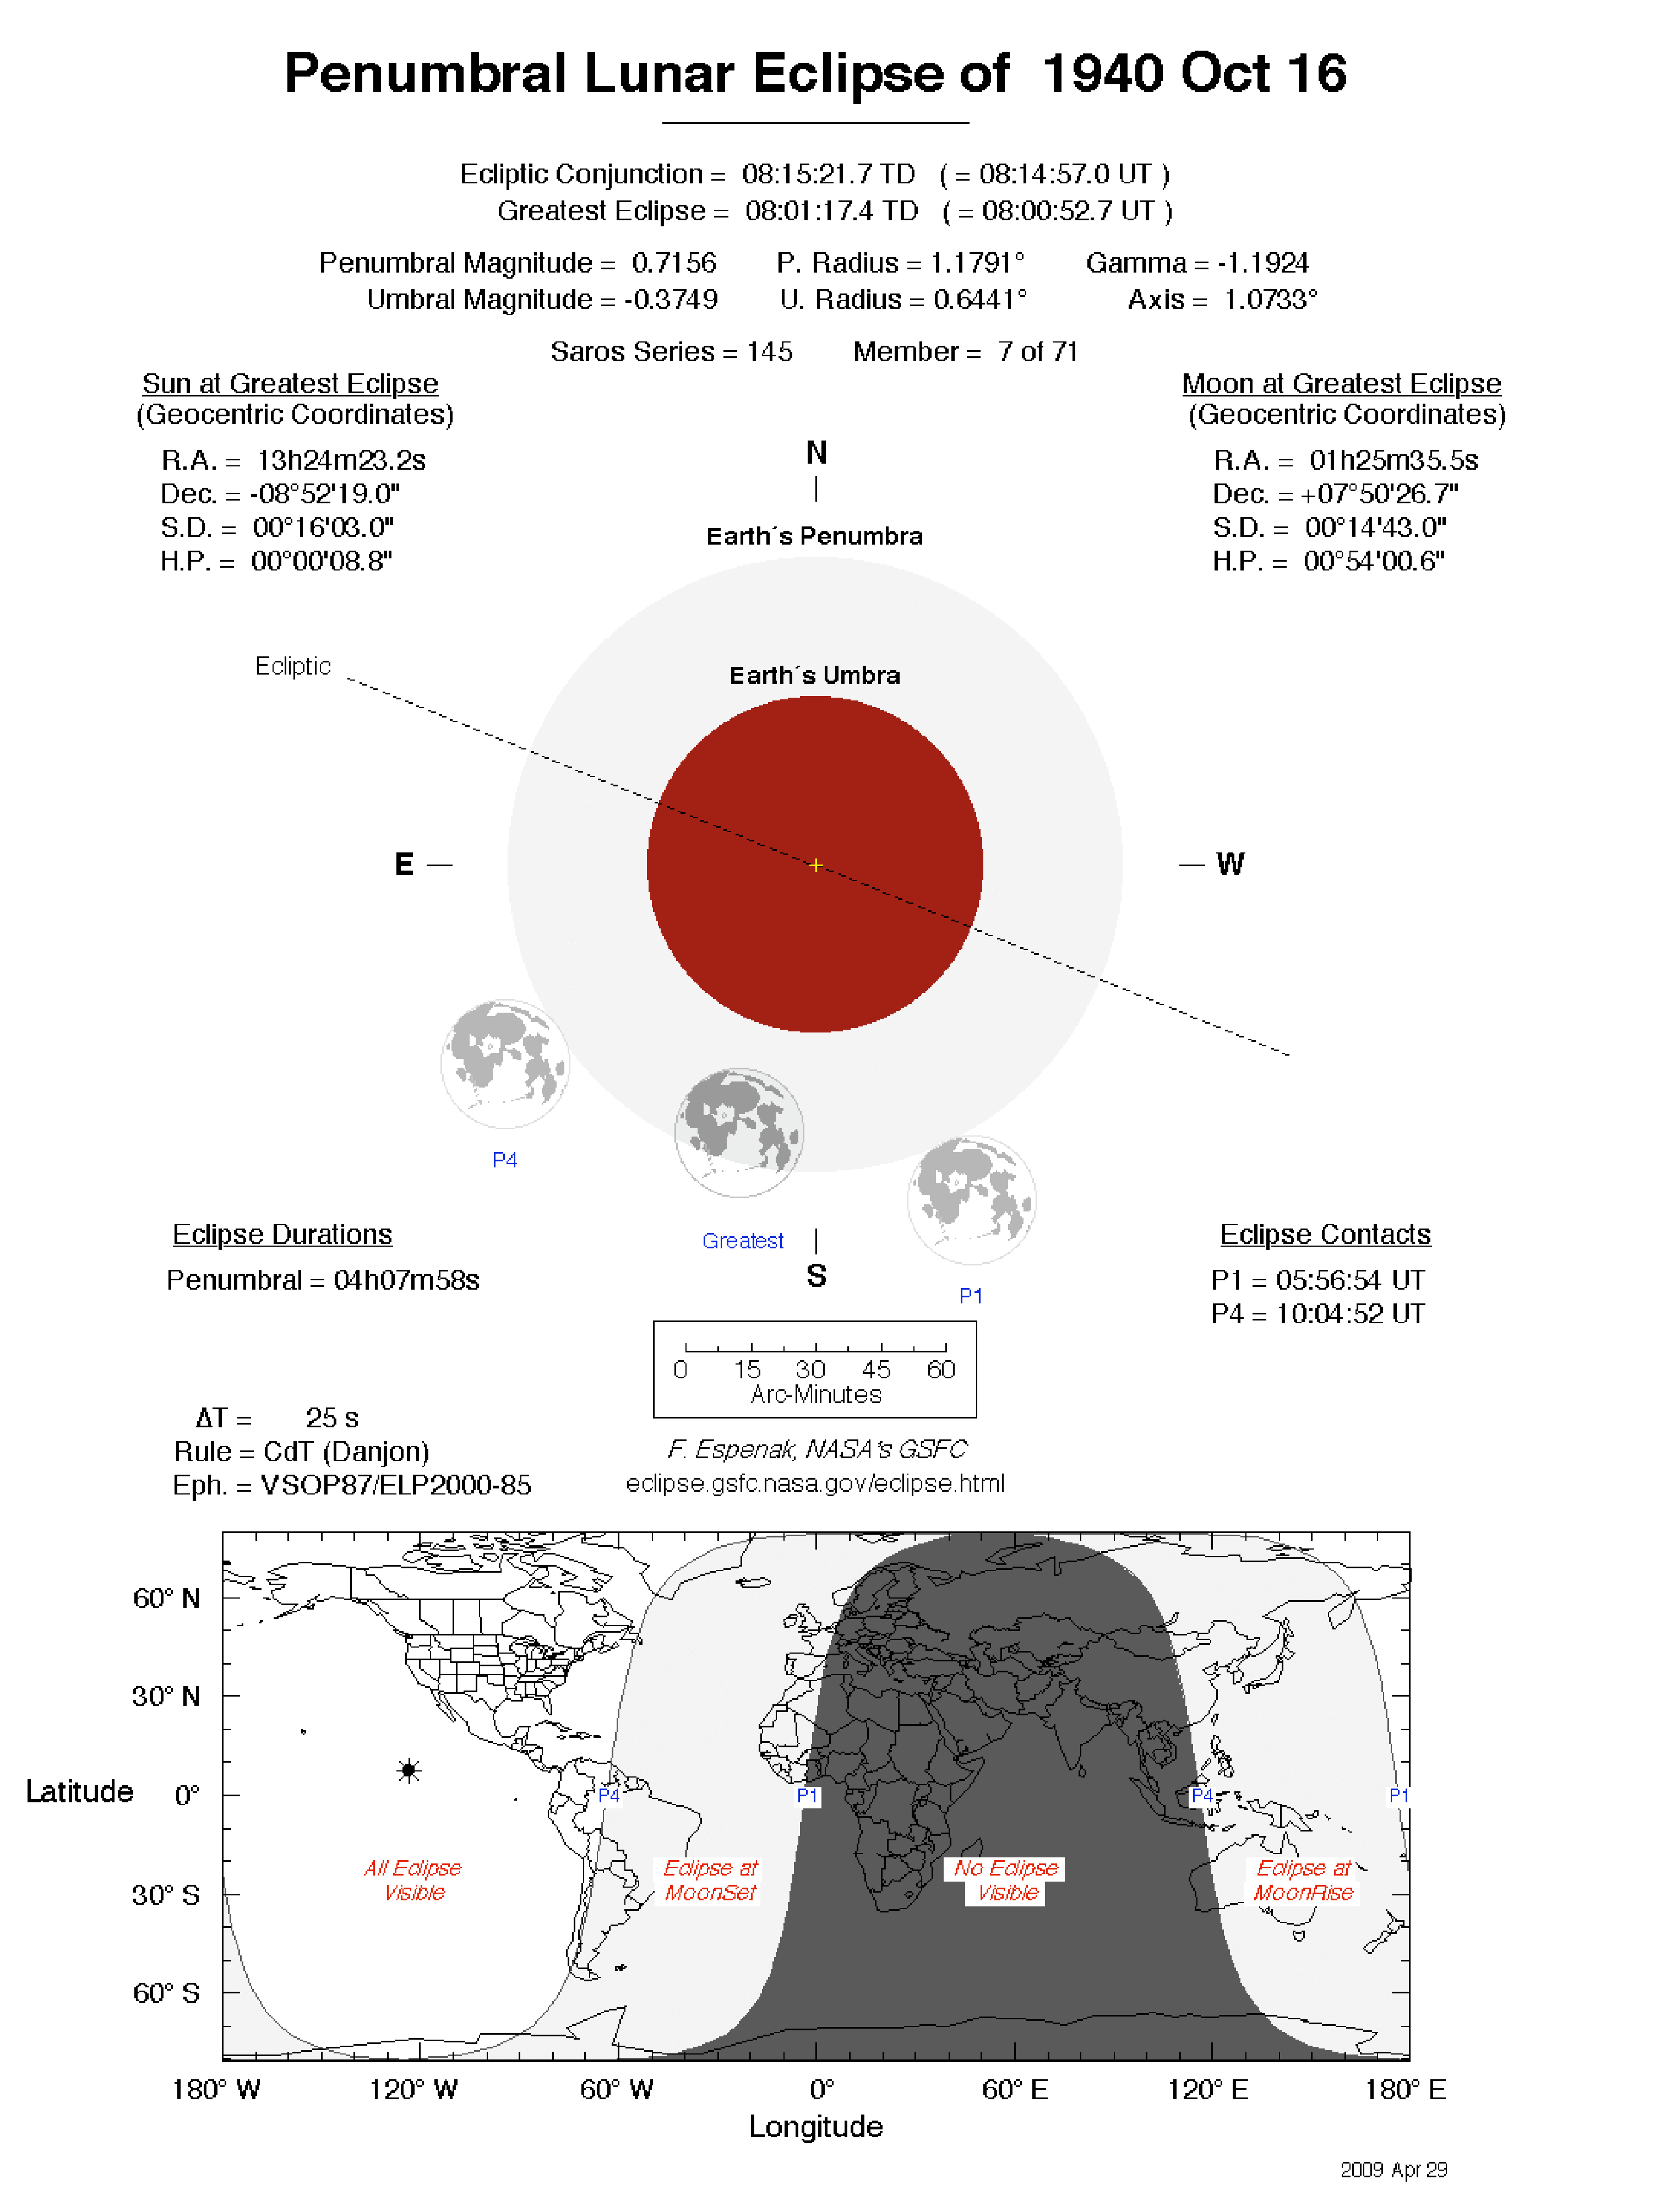 Penumbral Lunar Eclipse of 1940 Oct 16
Ecliptic Conjunction = 08:15:21.7 TD ( = 08:14:57.0 UT )
Greatest Eclipse = 08:01:17.4 TD ( = 08:00:52.7 UT )
Penumbral Magnitude = 0.7156 P. Radius = 1.1791° Gamma = -1.1924
Umbral Magnitude = -0.3749 U. Radius = 0.6441° Axis = 1.0733°
Saros Series = 145 Member = 7 of 71
Sun at Greatest Eclipse
(Geocentric Coordinates)
R.A. = 13h24m23.2s
Dec. = -08°52'19.0"
S.D. = 00°16'03.0"
H.P. = 00°00'08.8"
Moon at Greatest Eclipse
(Geocentric Coordinates)
R.A. = 01h25m35.5s
Dec. = +07°50'26.7"
S.D. = 00°14'43.0"
H.P. = 00°54'00.6"
N
Earth´s Penumbra
Ecliptic
Earth´s Umbra
E
W
P4
Greatest
S
P1
Eclipse Durations
Penumbral = 04h07m58s
Eclipse Contacts
P1 = 05:56:54 UT
P4 = 10:04:52 UT
0 15 30 45 60
Arc-Minutes
ΔT = 25 s
Rule = CdT (Danjon)
Eph. = VSOP87/ELP2000-85
F. Espenak, NASA's GSFC
eclipse.gsfc.nasa.gov/eclipse.html
60° N
30° N
Latitude 0°
30° S
60° S
P4 P1 P4 P1
All Eclipse
Visible
Eclipse at
MoonSet
No Eclipse
Visible
Eclipse at
MoonRise
180° W 120° W 60° W 0° 60° E 120° E 180° E
Longitude
2009 Apr 29